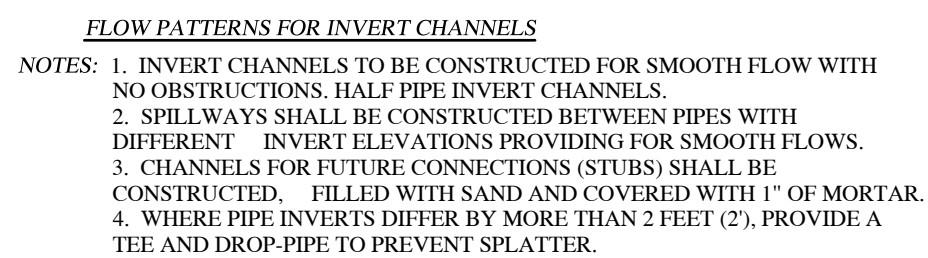 FLOW PATTERNS FOR INVERT CHANNELS
NOTES: 1. INVERT CHANNELS TO BE CONSTRUCTED FOR SMOOTH FLOW WITH
NO OBSTRUCTIONS. HALF PIPE INVERT CHANNELS.
2. SPILLWAYS SHALL BE CONSTRUCTED BETWEEN PIPES WITH
DIFFERENT INVERT ELEVATIONS PROVIDING FOR SMOOTH FLOWS.
3. CHANNELS FOR FUTURE CONNECTIONS (STUBS) SHALL BE
CONSTRUCTED, FILLED WITH SAND AND COVERED WITH 1" OF MORTAR.
4. WHERE PIPE INVERTS DIFFER BY MORE THAN 2 FEET (2'), PROVIDE A
TEE AND DROP-PIPE TO PREVENT SPLATTER.